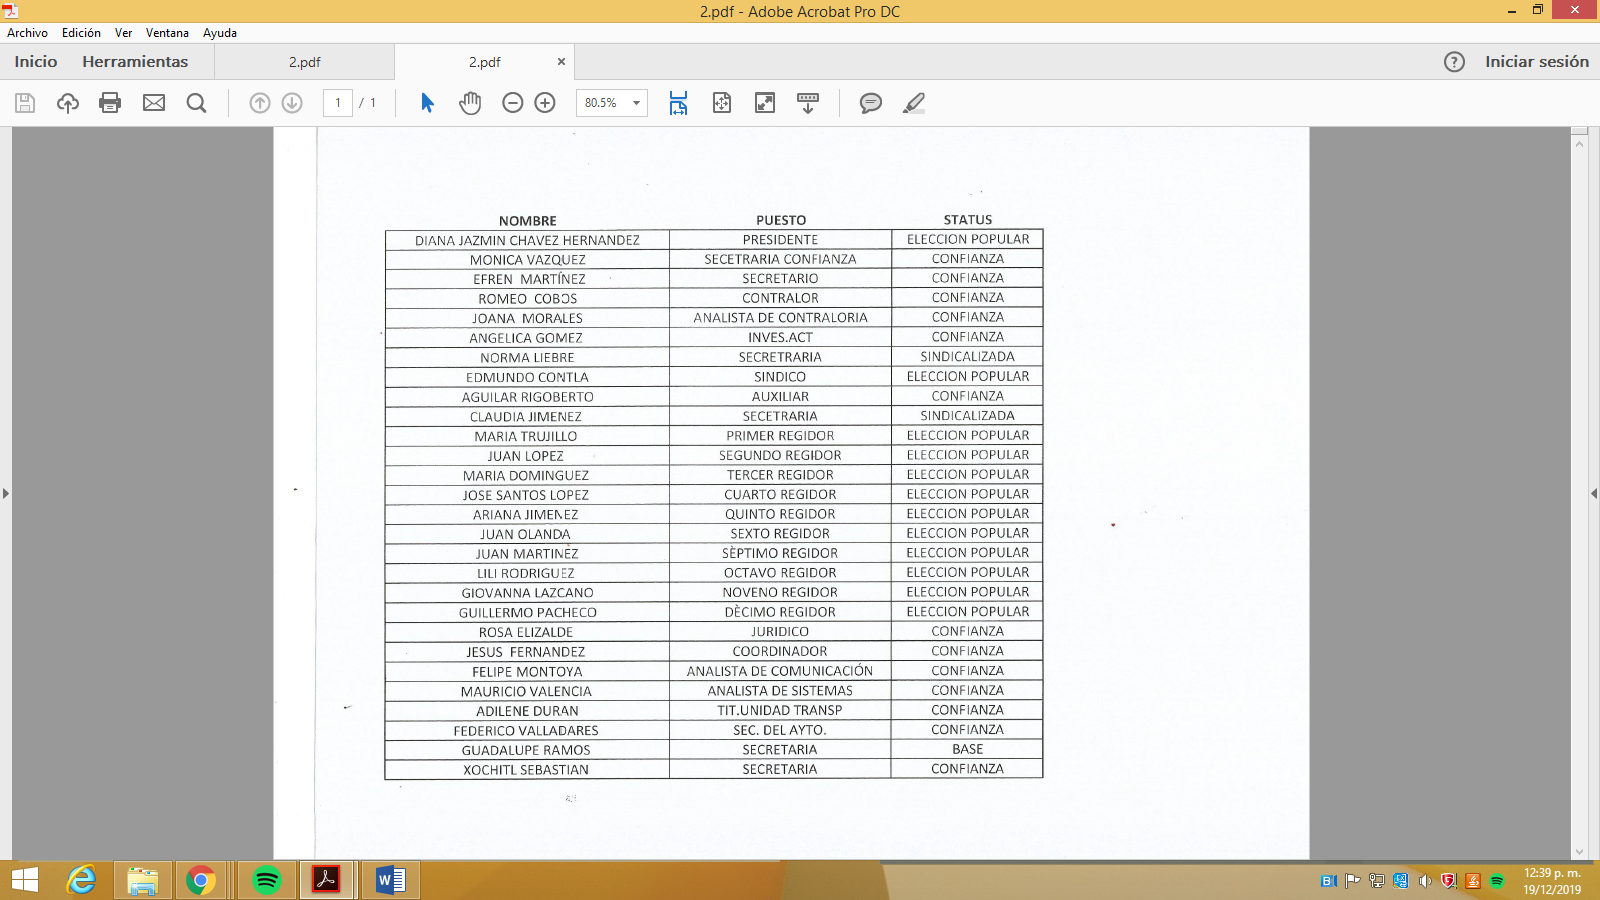 2.pdf - Adobe Acrobat Pro DC
Archivo Edición Ver Ventana Ayuda
Inicio Herramientas 2.pdf 2.pdf Iniciar sesión
1 / 1 80.5%
NOMBRE PUESTO STATUS
DIANA JAZMIN CHAVEZ HERNANDEZ PRESIDENTE ELECCION POPULAR
MONICA VAZQUEZ SECETRARIA CONFIANZA CONFIANZA
EFREN MARTÍNEZ SECRETARIO CONFIANZA
ROMEO COBOS CONTRALOR CONFIANZA
JOANA MORALES ANALISTA DE CONTRALORIA CONFIANZA
ANGELICA GOMEZ INVES.ACT CONFIANZA
NORMA LIEBRE SECRETRARIA SINDICALIZADA
EDMUNDO CONTLA SINDICO ELECCION POPULAR
AGUILAR RIGOBERTO AUXILIAR CONFIANZA
CLAUDIA JIMENEZ SECETRARIA SINDICALIZADA
MARIA TRUJILLO PRIMER REGIDOR ELECCION POPULAR
JUAN LOPEZ SEGUNDO REGIDOR ELECCION POPULAR
MARIA DOMINGUEZ TERCER REGIDOR ELECCION POPULAR
JOSE SANTOS LOPEZ CUARTO REGIDOR ELECCION POPULAR
ARIANA JIMENEZ QUINTO REGIDOR ELECCION POPULAR
JUAN OLANDA SEXTO REGIDOR ELECCION POPULAR
JUAN MARTINEZ SÈPTIMO REGIDOR ELECCION POPULAR
LILI RODRIGUEZ OCTAVO REGIDOR ELECCION POPULAR
GIOVANNA LAZCANO NOVENO REGIDOR ELECCION POPULAR
GUILLERMO PACHECO DÈCIMO REGIDOR ELECCION POPULAR
ROSA ELIZALDE JURIDICO CONFIANZA
JESUS FERNANDEZ COORDINADOR CONFIANZA
FELIPE MONTOYA ANALISTA DE COMUNICACIÓN CONFIANZA
MAURICIO VALENCIA ANALISTA DE SISTEMAS CONFIANZA
ADILENE DURAN TIT.UNIDAD TRANSP CONFIANZA
FEDERICO VALLADARES SEC. DEL AYTO. CONFIANZA
GUADALUPE RAMOS SECRETARIA BASE
XOCHITL SEBASTIAN SECRETARIA CONFIANZA
12:39 p. m.
19/12/2019